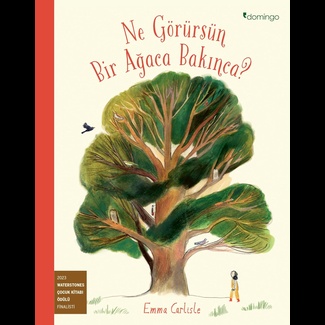 domingo
Ne Görürsün
Bir Ağaca Bakınca?
2023
WATERSTONES
ÇOCUK KİTABI
ÖDÜLÜ
FİNALİSTİ
Emma Carlisle